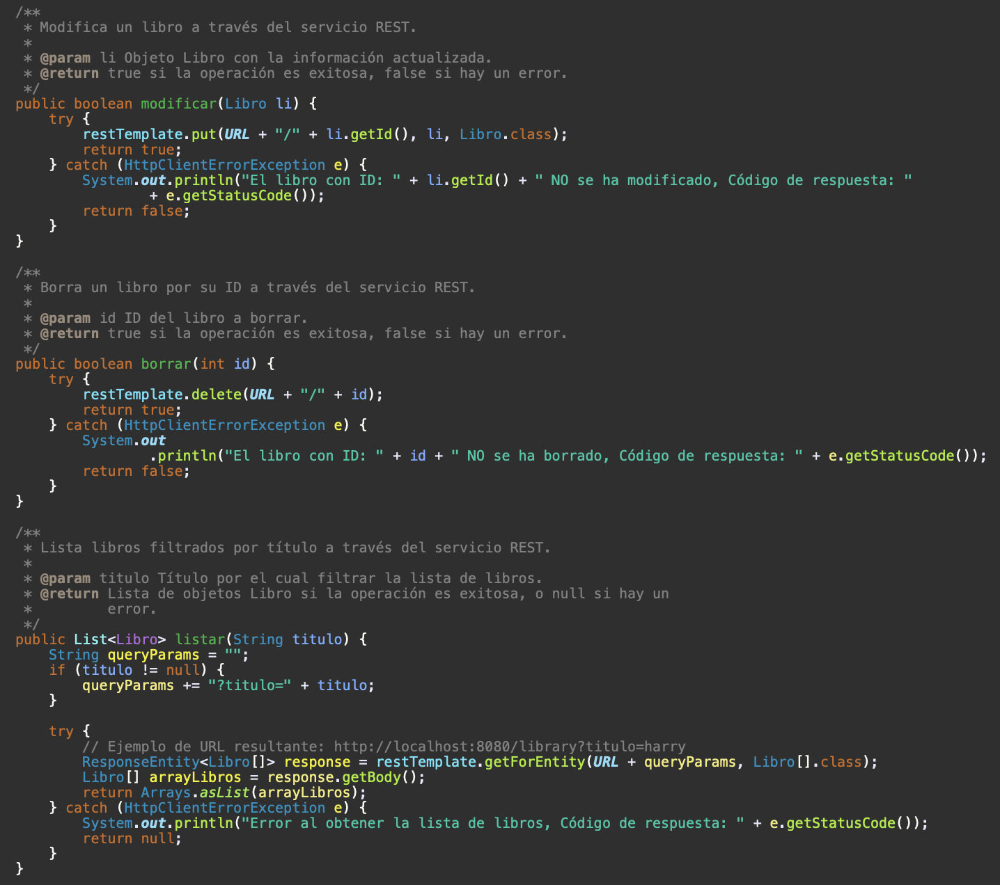 /**
 * Modifica un libro a través del servicio REST.
 *
 * @param li Objeto Libro con la información actualizada.
 * @return true si la operación es exitosa, false si hay un error.
 */
public boolean modificar(Libro li) {
    try {
        restTemplate.put(URL + "/" + li.getId(), li, Libro.class);
        return true;
    } catch (HttpClientErrorException e) {
        System.out.println("El libro con ID: " + li.getId() + " NO se ha modificado, Código de respuesta: "
                + e.getStatusCode());
        return false;
    }
}

/**
 * Borra un libro por su ID a través del servicio REST.
 *
 * @param id ID del libro a borrar.
 * @return true si la operación es exitosa, false si hay un error.
 */
public boolean borrar(int id) {
    try {
        restTemplate.delete(URL + "/" + id);
        return true;
    } catch (HttpClientErrorException e) {
        System.out
                .println("El libro con ID: " + id + " NO se ha borrado, Código de respuesta: " + e.getStatusCode());
        return false;
    }
}

/**
 * Lista libros filtrados por título a través del servicio REST.
 *
 * @param titulo Título por el cual filtrar la lista de libros.
 * @return Lista de objetos Libro si la operación es exitosa, o null si hay un
 *         error.
 */
public List<Libro> listar(String titulo) {
    String queryParams = "";
    if (titulo != null) {
        queryParams += "?titulo=" + titulo;
    }

    try {
        // Ejemplo de URL resultante: http://localhost:8080/library?titulo=harry
        ResponseEntity<Libro[]> response = restTemplate.getForEntity(URL + queryParams, Libro[].class);
        Libro[] arrayLibros = response.getBody();
        return Arrays.asList(arrayLibros);
    } catch (HttpClientErrorException e) {
        System.out.println("Error al obtener la lista de libros, Código de respuesta: " + e.getStatusCode());
        return null;
    }
}